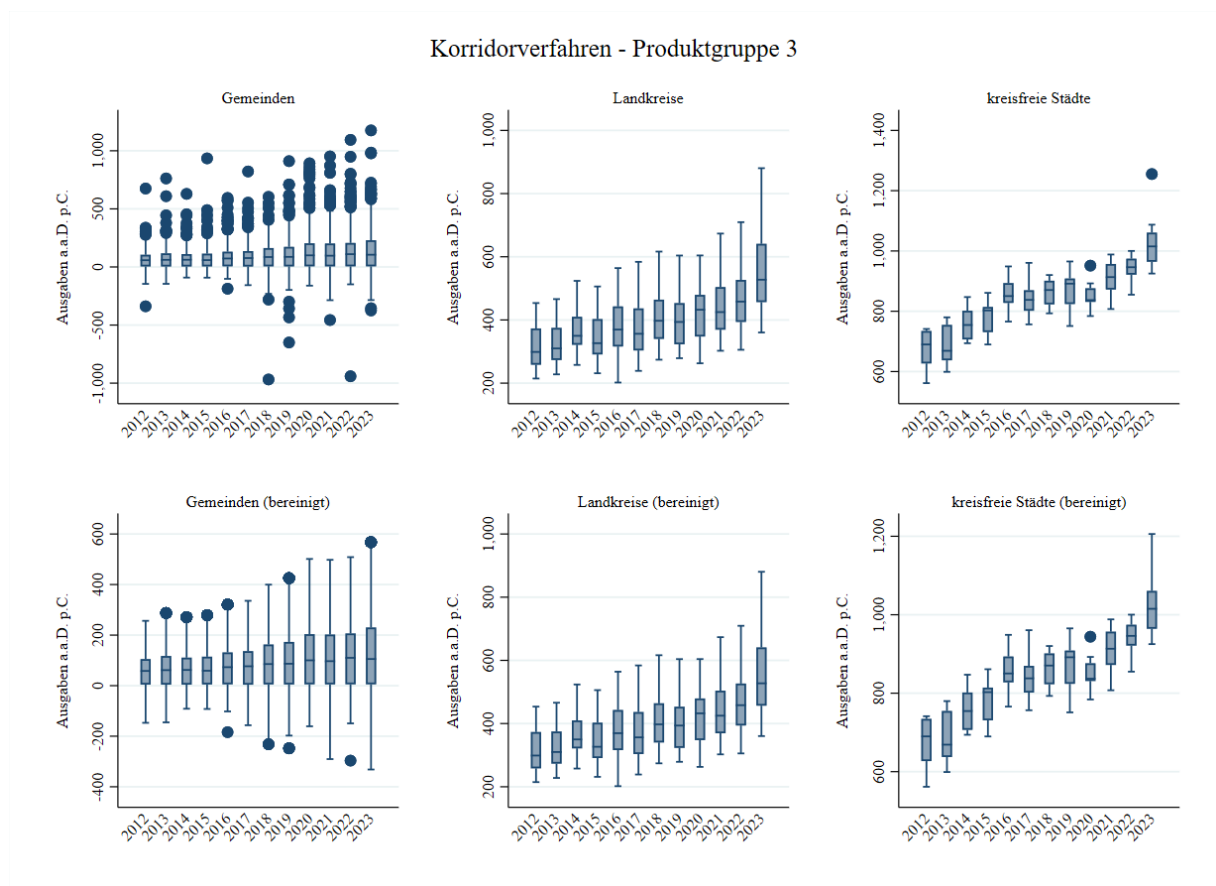 Korridorverfahren - Produktgruppe 3
Gemeinden
Ausgaben a.a.D. p.C.
1,000
500
0
-500
-1,000
2012 2013 2014 2015 2016 2017 2018 2019 2020 2021 2022 2023
Landkreise
Ausgaben a.a.D. p.C.
1,000
800
600
400
200
2012 2013 2014 2015 2016 2017 2018 2019 2020 2021 2022 2023
kreisfreie Städte
Ausgaben a.a.D. p.C.
1,400
1,200
1,000
800
600
2012 2013 2014 2015 2016 2017 2018 2019 2020 2021 2022 2023
Gemeinden (bereinigt)
Ausgaben a.a.D. p.C.
600
400
200
0
-200
-400
2012 2013 2014 2015 2016 2017 2018 2019 2020 2021 2022 2023
Landkreise (bereinigt)
Ausgaben a.a.D. p.C.
1,000
800
600
400
200
2012 2013 2014 2015 2016 2017 2018 2019 2020 2021 2022 2023
kreisfreie Städte (bereinigt)
Ausgaben a.a.D. p.C.
1,200
1,000
800
600
2012 2013 2014 2015 2016 2017 2018 2019 2020 2021 2022 2023